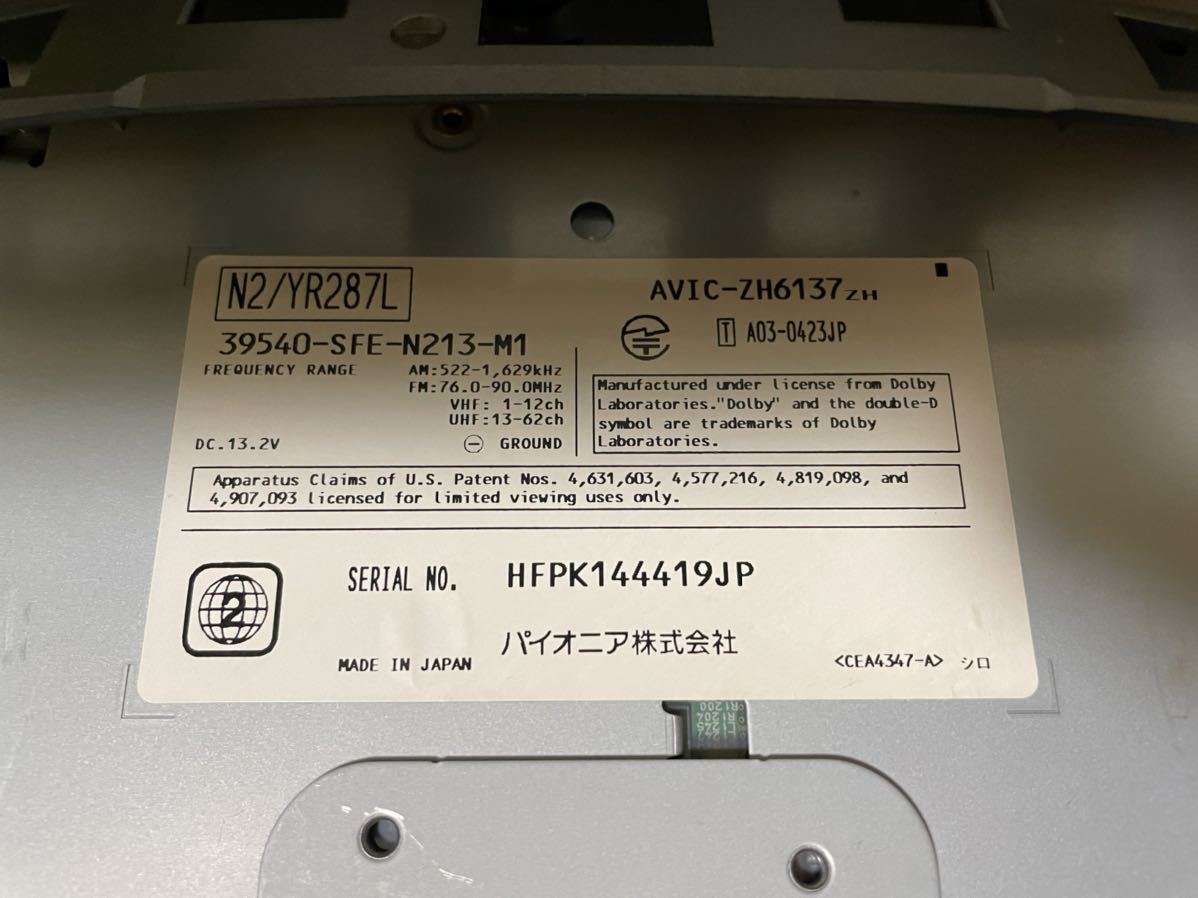 N2/YR287L
AVIC-ZH6137ZH
39540-SFE-N213-M1
T A03-0423JP
FREQUENCY RANGE AM:522-1,629kHz
FM:76.0-90.0MHz
VHF: 1-12ch
UHF:13-62ch
DC.13.2V ⊖ GROUND
Manufactured under license from Dolby
Laboratories."Dolby" and the double-D
symbol are trademarks of Dolby
Laboratories.
Apparatus Claims of U.S. Patent Nos. 4,631,603, 4,577,216, 4,819,098, and
4,907,093 licensed for limited viewing uses only.
2
SERIAL NO. HFPK144419JP
パイオニア株式会社
MADE IN JAPAN
<CEA4347-A> シロ